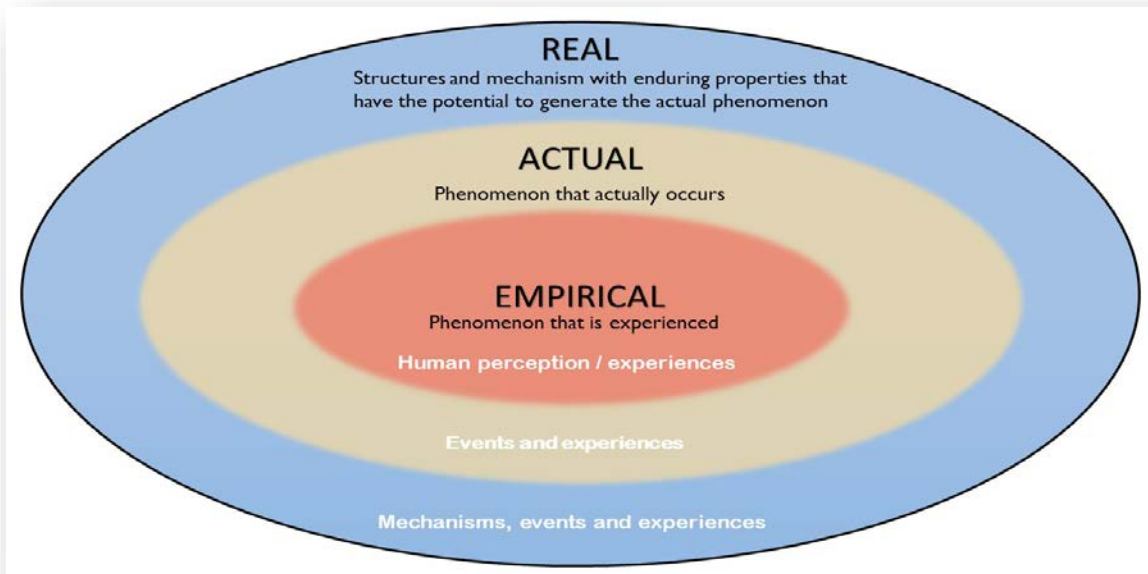 REAL
Structures and mechanism with enduring properties that
have the potential to generate the actual phenomenon
ACTUAL
Phenomenon that actually occurs
EMPIRICAL
Phenomenon that is experienced
Human perception / experiences
Events and experiences
Mechanisms, events and experiences